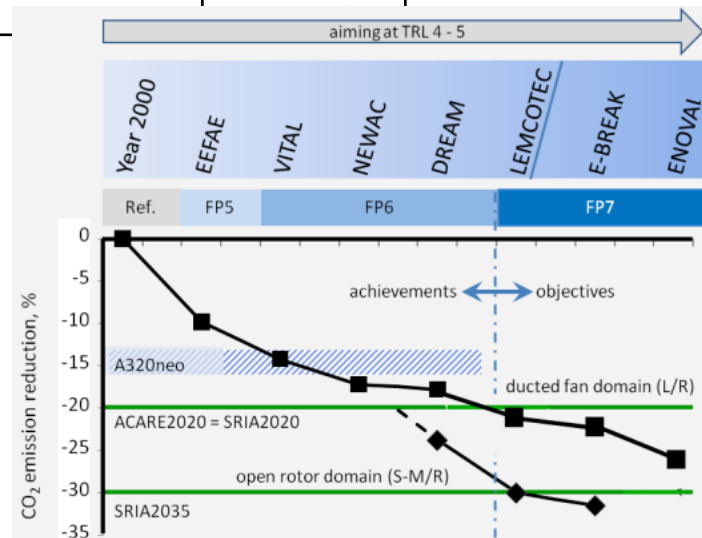 aiming at TRL 4 - 5
Year 2000
EEFAE
VITAL
NEWAC
DREAM
LEMCOTEC
E-BREAK
ENOVAL
Ref.
FP5
FP6
FP7
CO₂ emission reduction, %
0
-5
-10
-15
-20
-25
-30
-35
achievements
objectives
A320neo
ducted fan domain (L/R)
ACARE2020 = SRIA2020
open rotor domain (S-M/R)
SRIA2035